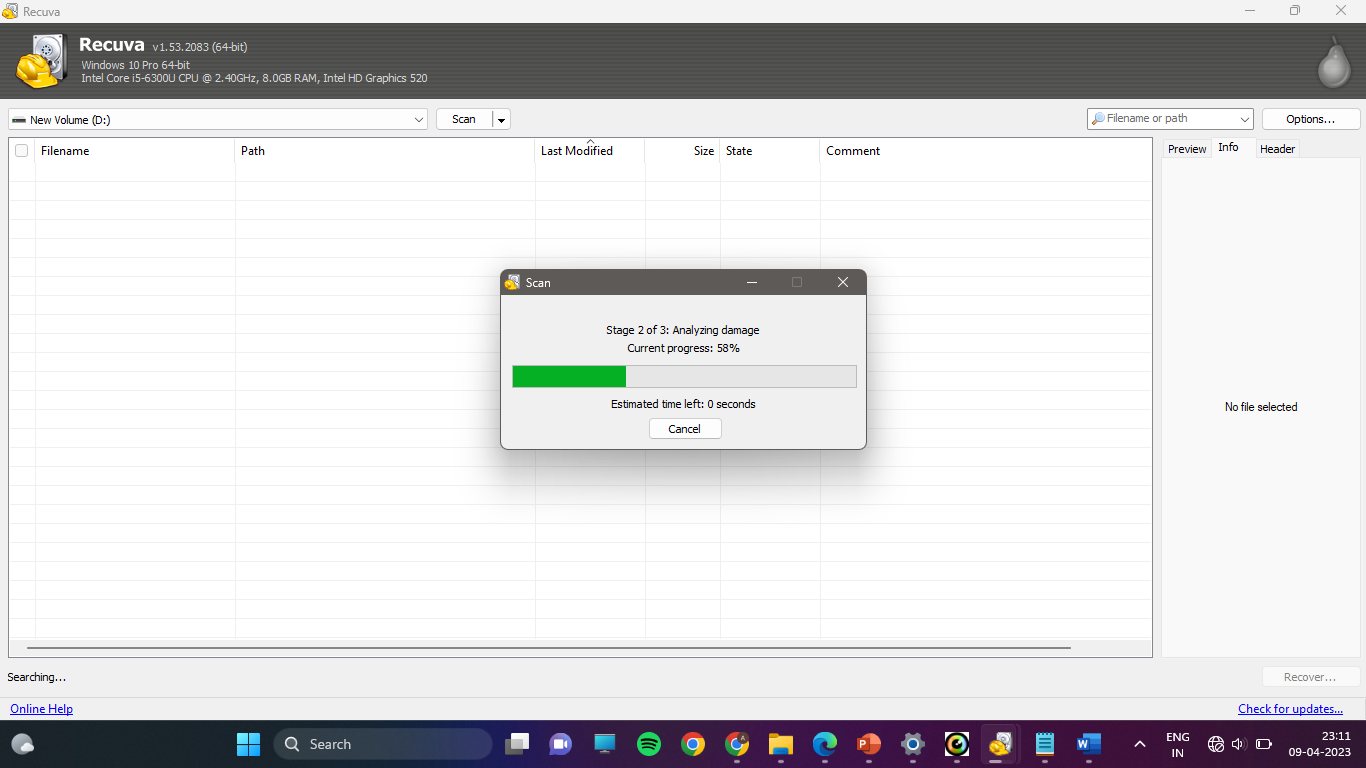 Recuva
Recuva v1.53.2083 (64-bit)
Windows 10 Pro 64-bit
Intel Core i5-6300U CPU @ 2.40GHz, 8.0GB RAM, Intel HD Graphics 520
New Volume (D:)
Scan
Filename or path
Options...
Filename Path Last Modified Size State Comment
Preview Info Header
Scan
Stage 2 of 3: Analyzing damage
Current progress: 58%
Estimated time left: 0 seconds
Cancel
No file selected
Searching...
Recover...
Online Help
Check for updates...
Search
ENG
IN
23:11
09-04-2023